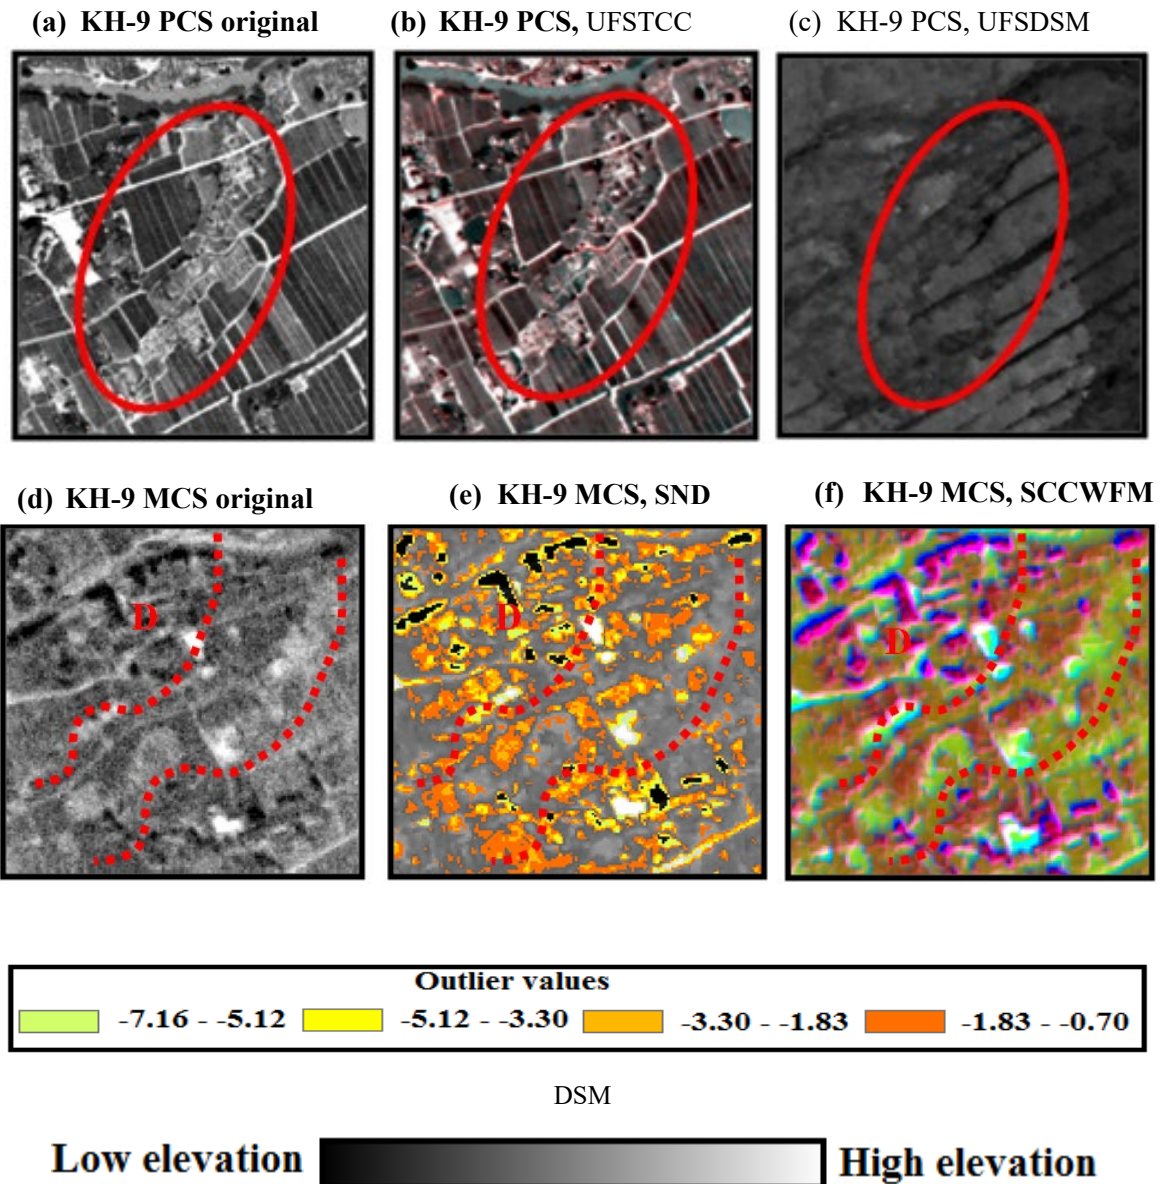 (a) KH-9 PCS original
(b) KH-9 PCS, UFSTCC
(c) KH-9 PCS, UFSDSM
(d) KH-9 MCS original
(e) KH-9 MCS, SND
(f) KH-9 MCS, SCCWFM
D
D
D
Outlier values
-7.16 - -5.12
-5.12 - -3.30
-3.30 - -1.83
-1.83 - -0.70
DSM
Low elevation
High elevation